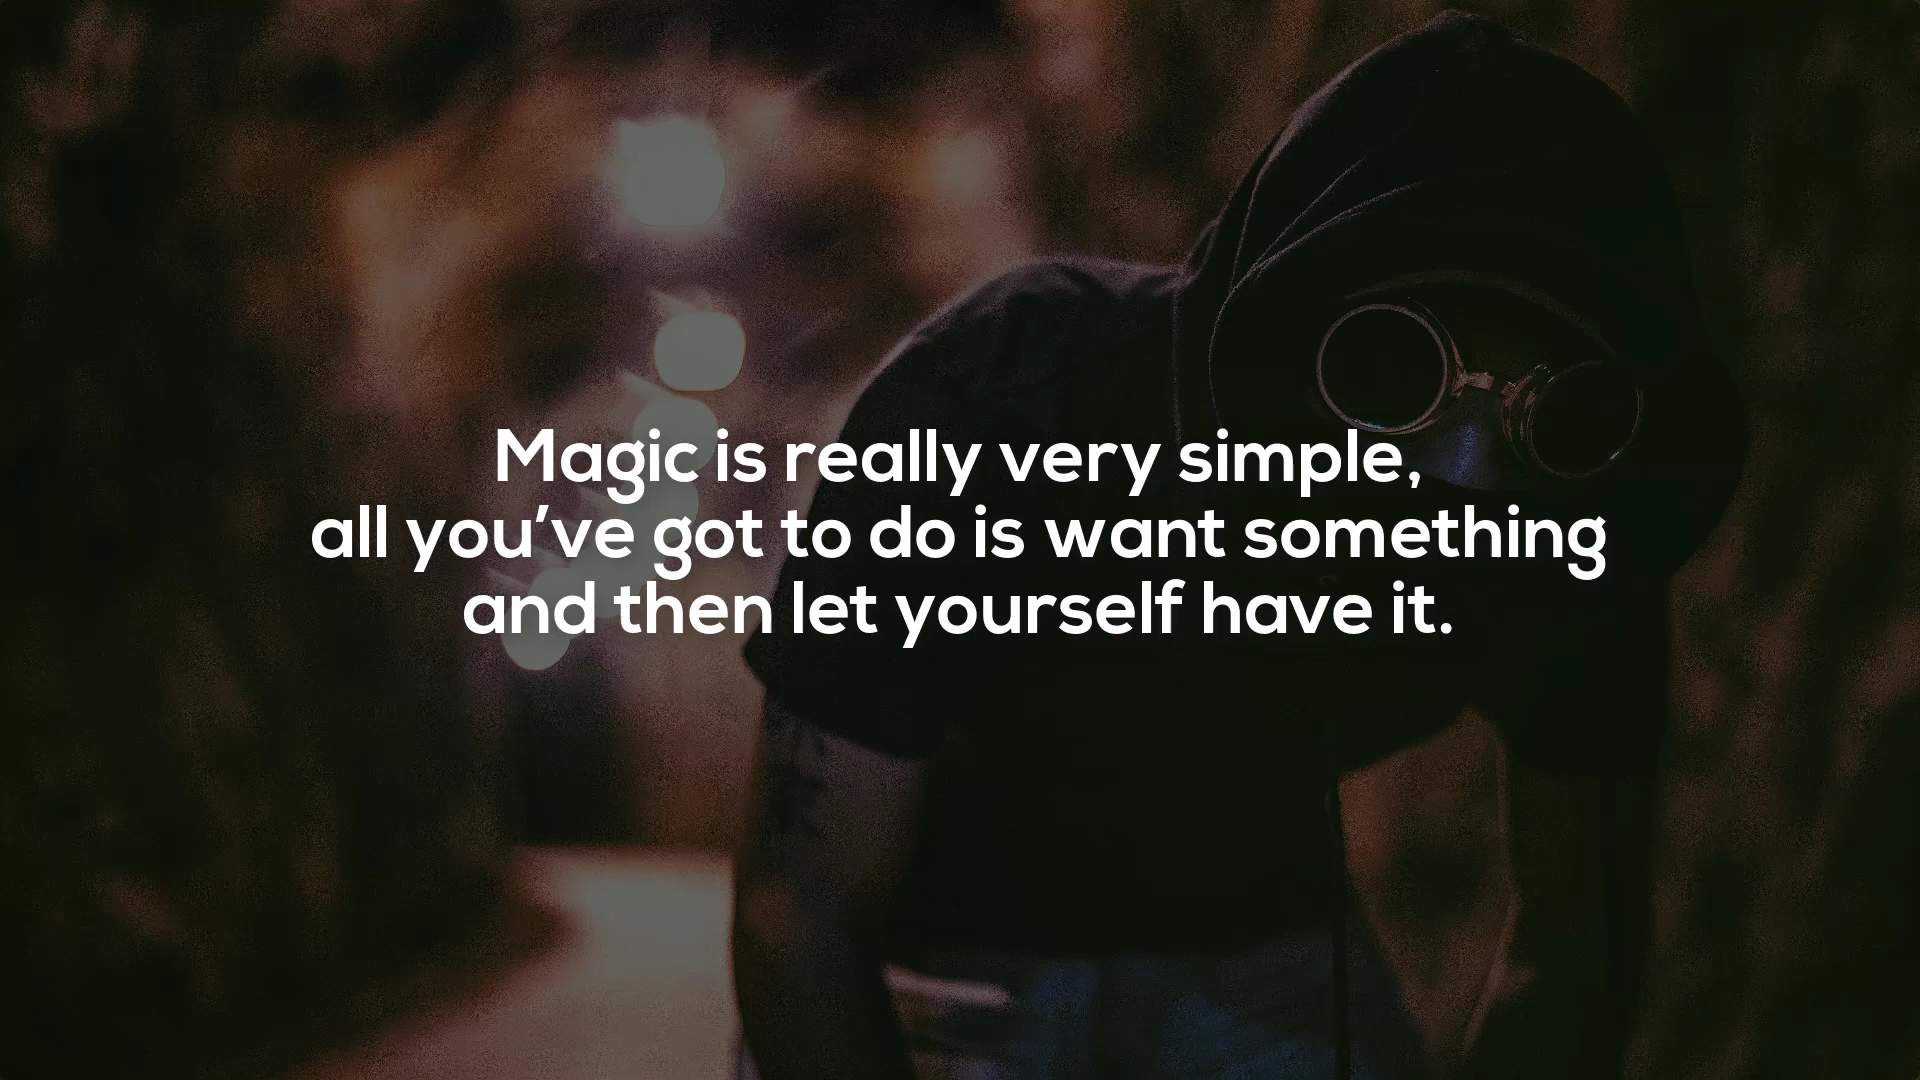 Magic is really very simple,
all you’ve got to do is want something
and then let yourself have it.